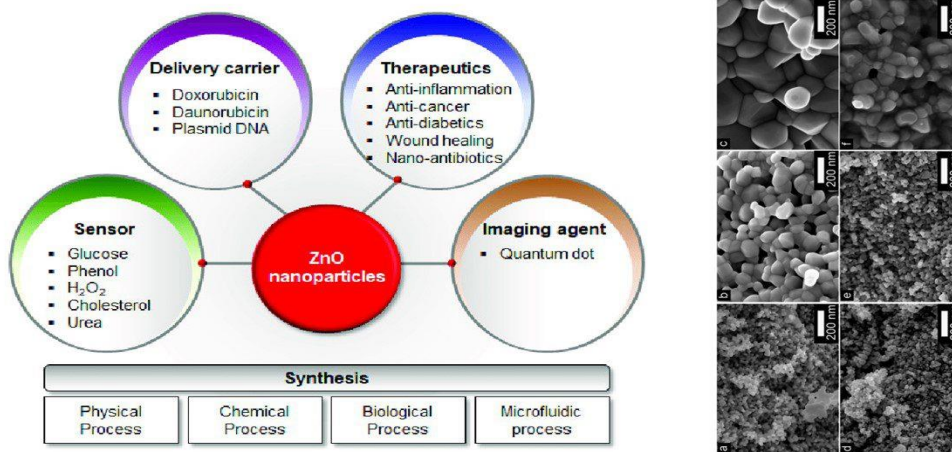 Delivery carrier
▪ Doxorubicin
▪ Daunorubicin
▪ Plasmid DNA
Therapeutics
▪ Anti-inflammation
▪ Anti-cancer
▪ Anti-diabetics
▪ Wound healing
▪ Nano-antibiotics
Sensor
▪ Glucose
▪ Phenol
▪ H₂O₂
▪ Cholesterol
▪ Urea
ZnO
nanoparticles
Imaging agent
▪ Quantum dot
Synthesis
Physical
Process
Chemical
Process
Biological
Process
Microfluidic
process
a
200 nm
b
200 nm
c
200 nm
d
e
f